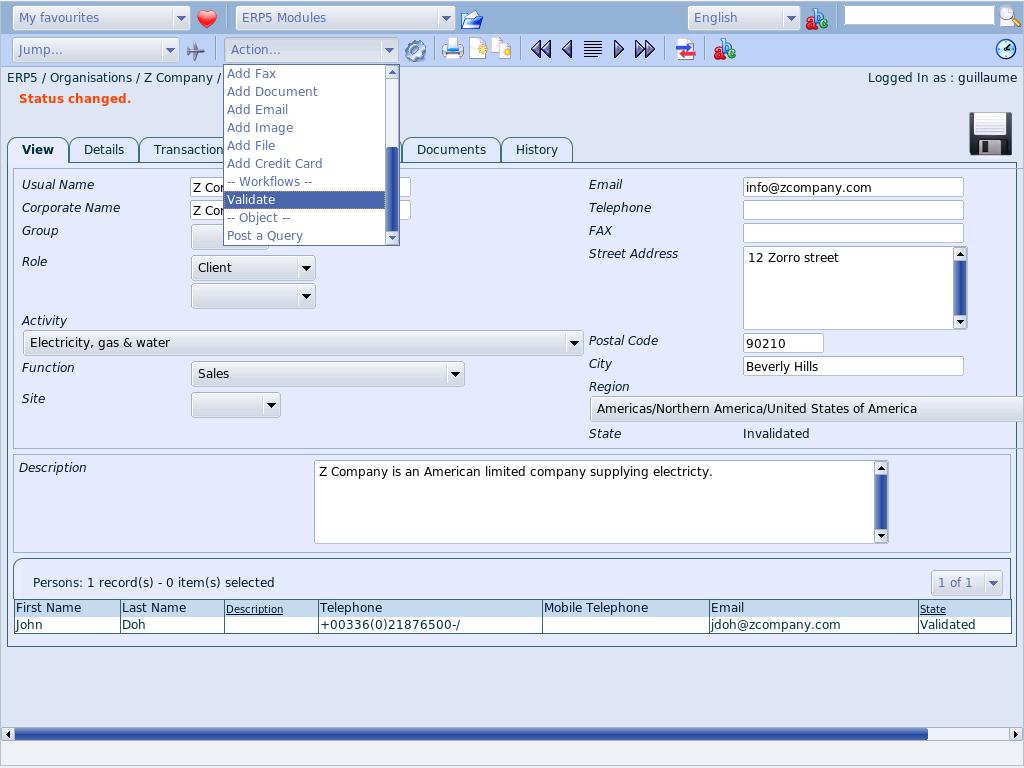 My favourites
ERP5 Modules
English
Jump...
Action...
ERP5 / Organisations / Z Company /
Logged In as : guillaume
Status changed.
Add Fax
Add Document
Add Email
Add Image
Add File
Add Credit Card
-- Workflows --
Validate
-- Object --
Post a Query
View
Details
Transaction
Documents
History
Usual Name
Z Co
Corporate Name
Z Co
Group
Role
Client
Activity
Electricity, gas & water
Function
Sales
Site
Email
info@zcompany.com
Telephone
FAX
Street Address
12 Zorro street
Postal Code
90210
City
Beverly Hills
Region
Americas/Northern America/United States of America
State
Invalidated
Description
Z Company is an American limited company supplying electricty.
Persons: 1 record(s) - 0 item(s) selected
1 of 1
First Name Last Name Description Telephone Mobile Telephone Email State
John Doh +00336(0)21876500-/ jdoh@zcompany.com Validated